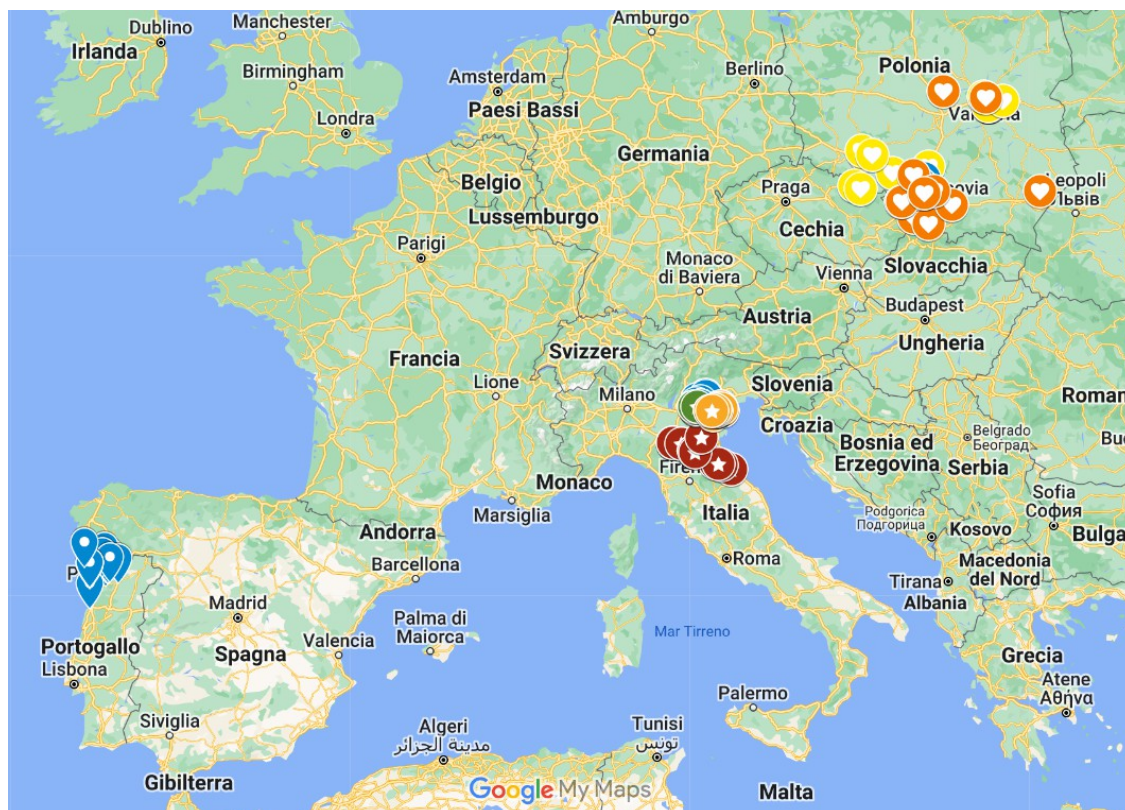 Dublino
Irlanda
Manchester
Birmingham
Londra
Amburgo
Amsterdam
Paesi Bassi
Berlino
Polonia
Germania
Belgio
Lussemburgo
Praga
Cechia
Leopoli
Львів
Parigi
Monaco
di Baviera
Slovacchia
Vienna
Budapest
Austria
Ungheria
Francia
Svizzera
Lione
Milano
Slovenia
Croazia
Roman
Belgrado
Београд
Bosnia ed
Erzegovina
Serbia
Monaco
Marsiglia
Italia
Sofia
София
Podgorica
Подгорица
Kosovo
Bulga
Andorra
Barcellona
Roma
Macedonia
del Nord
Tirana
Albania
Madrid
Palma di
Maiorca
Mar Tirreno
Portogallo
Valencia
Spagna
Lisbona
Grecia
Atene
Αθήνα
Palermo
Siviglia
Algeri
مدينة الجزائر
Tunisi
تونس
Gibilterra
Google My Maps
Malta